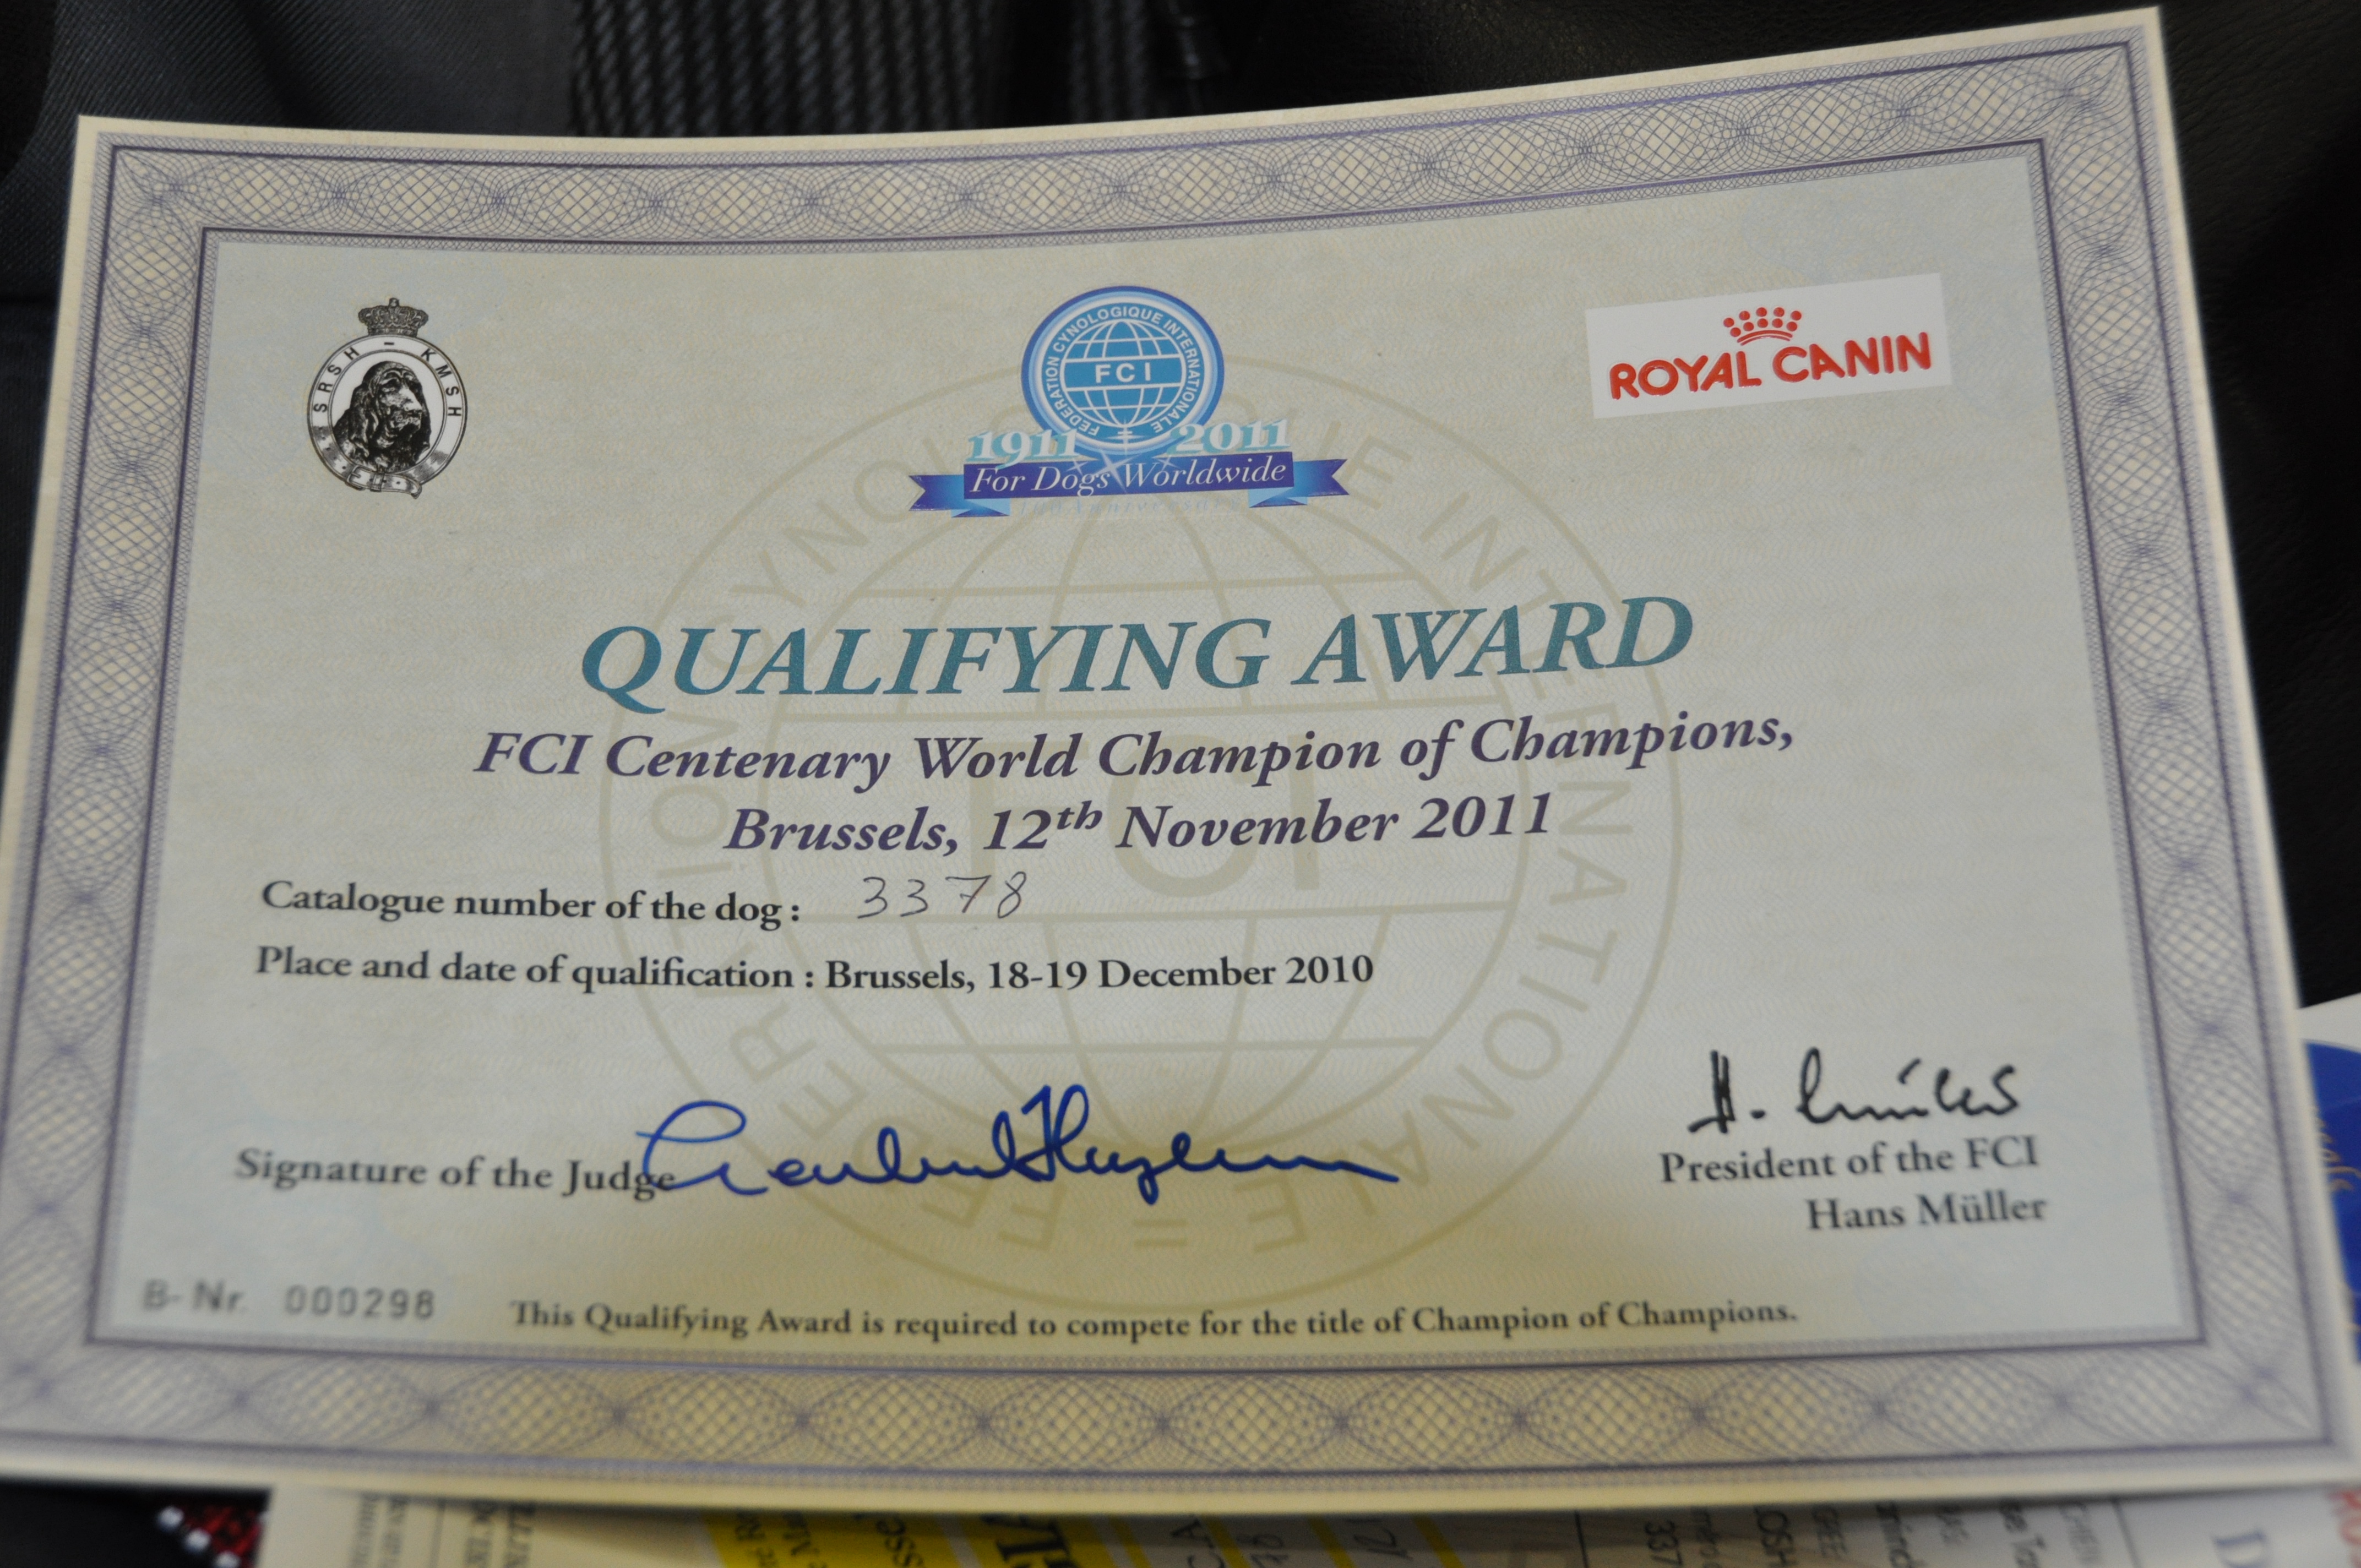 SRSH - KMSH
FEDERATION CYNOLOGIQUE INTERNATIONALE
FCI
1911 2011
For Dogs Worldwide
ROYAL CANIN
QUALIFYING AWARD
FCI Centenary World Champion of Champions,
Brussels, 12th November 2011
Catalogue number of the dog : 3378
Place and date of qualification : Brussels, 18-19 December 2010
Signature of the Judge
President of the FCI
Hans Müller
B-Nr. 000298
This Qualifying Award is required to compete for the title of Champion of Champions.